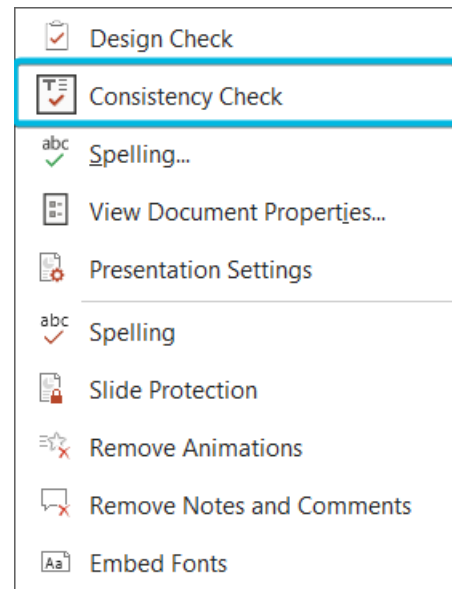 Design Check
Consistency Check
Spelling...
View Document Properties...
Presentation Settings
Spelling
Slide Protection
Remove Animations
Remove Notes and Comments
Embed Fonts